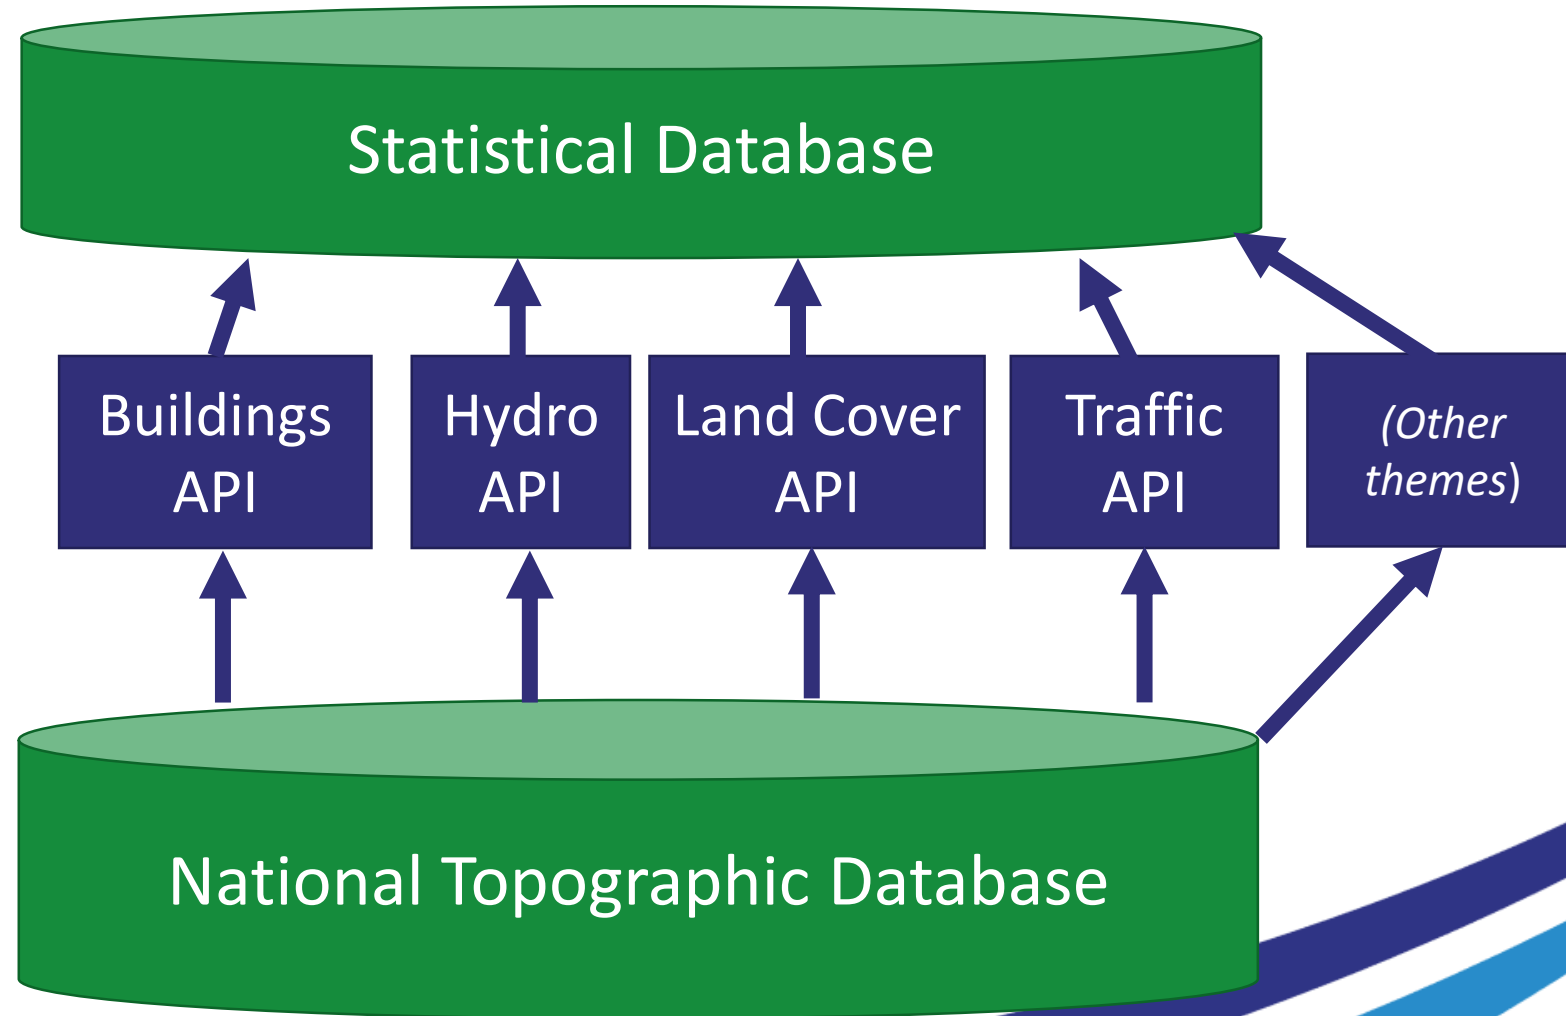 Statistical Database
Buildings
API
Hydro
API
Land Cover
API
Traffic
API
(Other
themes)
National Topographic Database